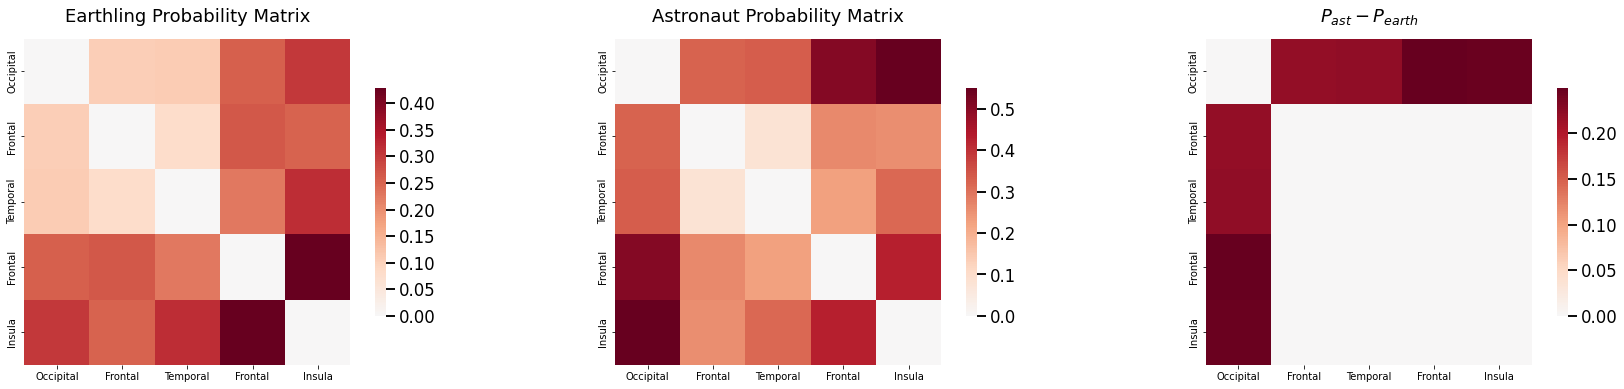 Earthling Probability Matrix
Occipital
Frontal
Temporal
Frontal
Insula
Occipital Frontal Temporal Frontal Insula
0.40
0.35
0.30
0.25
0.20
0.15
0.10
0.05
0.00
Astronaut Probability Matrix
Occipital
Frontal
Temporal
Frontal
Insula
Occipital Frontal Temporal Frontal Insula
0.5
0.4
0.3
0.2
0.1
0.0
P_ast − P_earth
Occipital
Frontal
Temporal
Frontal
Insula
Occipital Frontal Temporal Frontal Insula
0.20
0.15
0.10
0.05
0.00